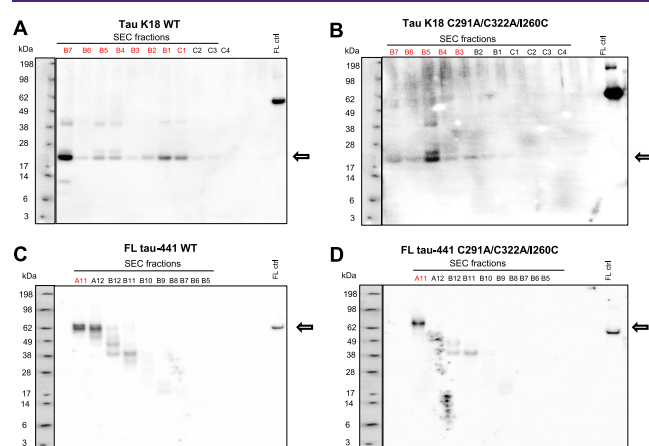 A
Tau K18 WT
SEC fractions
kDa
B7 B6 B5 B4 B3 B2 B1 C1 C2 C3 C4
FL ctrl
198
98
62
49
38
28
17
14
6
3
B
Tau K18 C291A/C322A/I260C
SEC fractions
kDa
B7 B6 B5 B4 B3 B2 B1 C1 C2 C3 C4
FL ctrl
198
98
62
49
38
28
17
14
6
3
C
FL tau-441 WT
SEC fractions
kDa
A11 A12 B12 B11 B10 B9 B8 B7 B6 B5
FL ctrl
198
98
62
49
38
28
17
14
6
3
D
FL tau-441 C291A/C322A/I260C
SEC fractions
kDa
A11 A12 B12 B11 B10 B9 B8 B7 B6 B5
FL ctrl
198
98
62
49
38
28
17
14
6
3